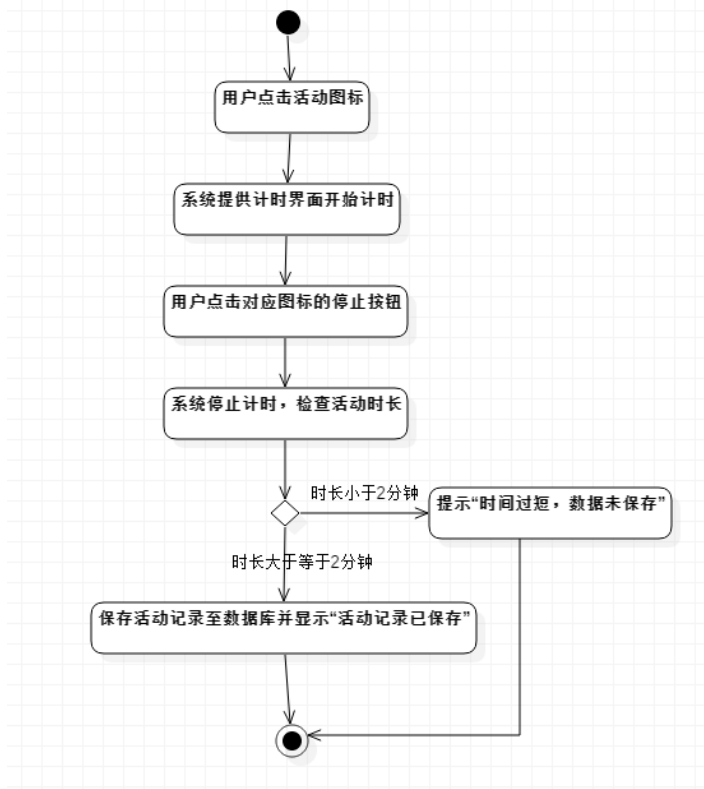 用户点击活动图标
系统提供计时界面开始计时
用户点击对应图标的停止按钮
系统停止计时，检查活动时长
时长小于2分钟
提示“时间过短，数据未保存”
时长大于等于2分钟
保存活动记录至数据库并显示“活动记录已保存”